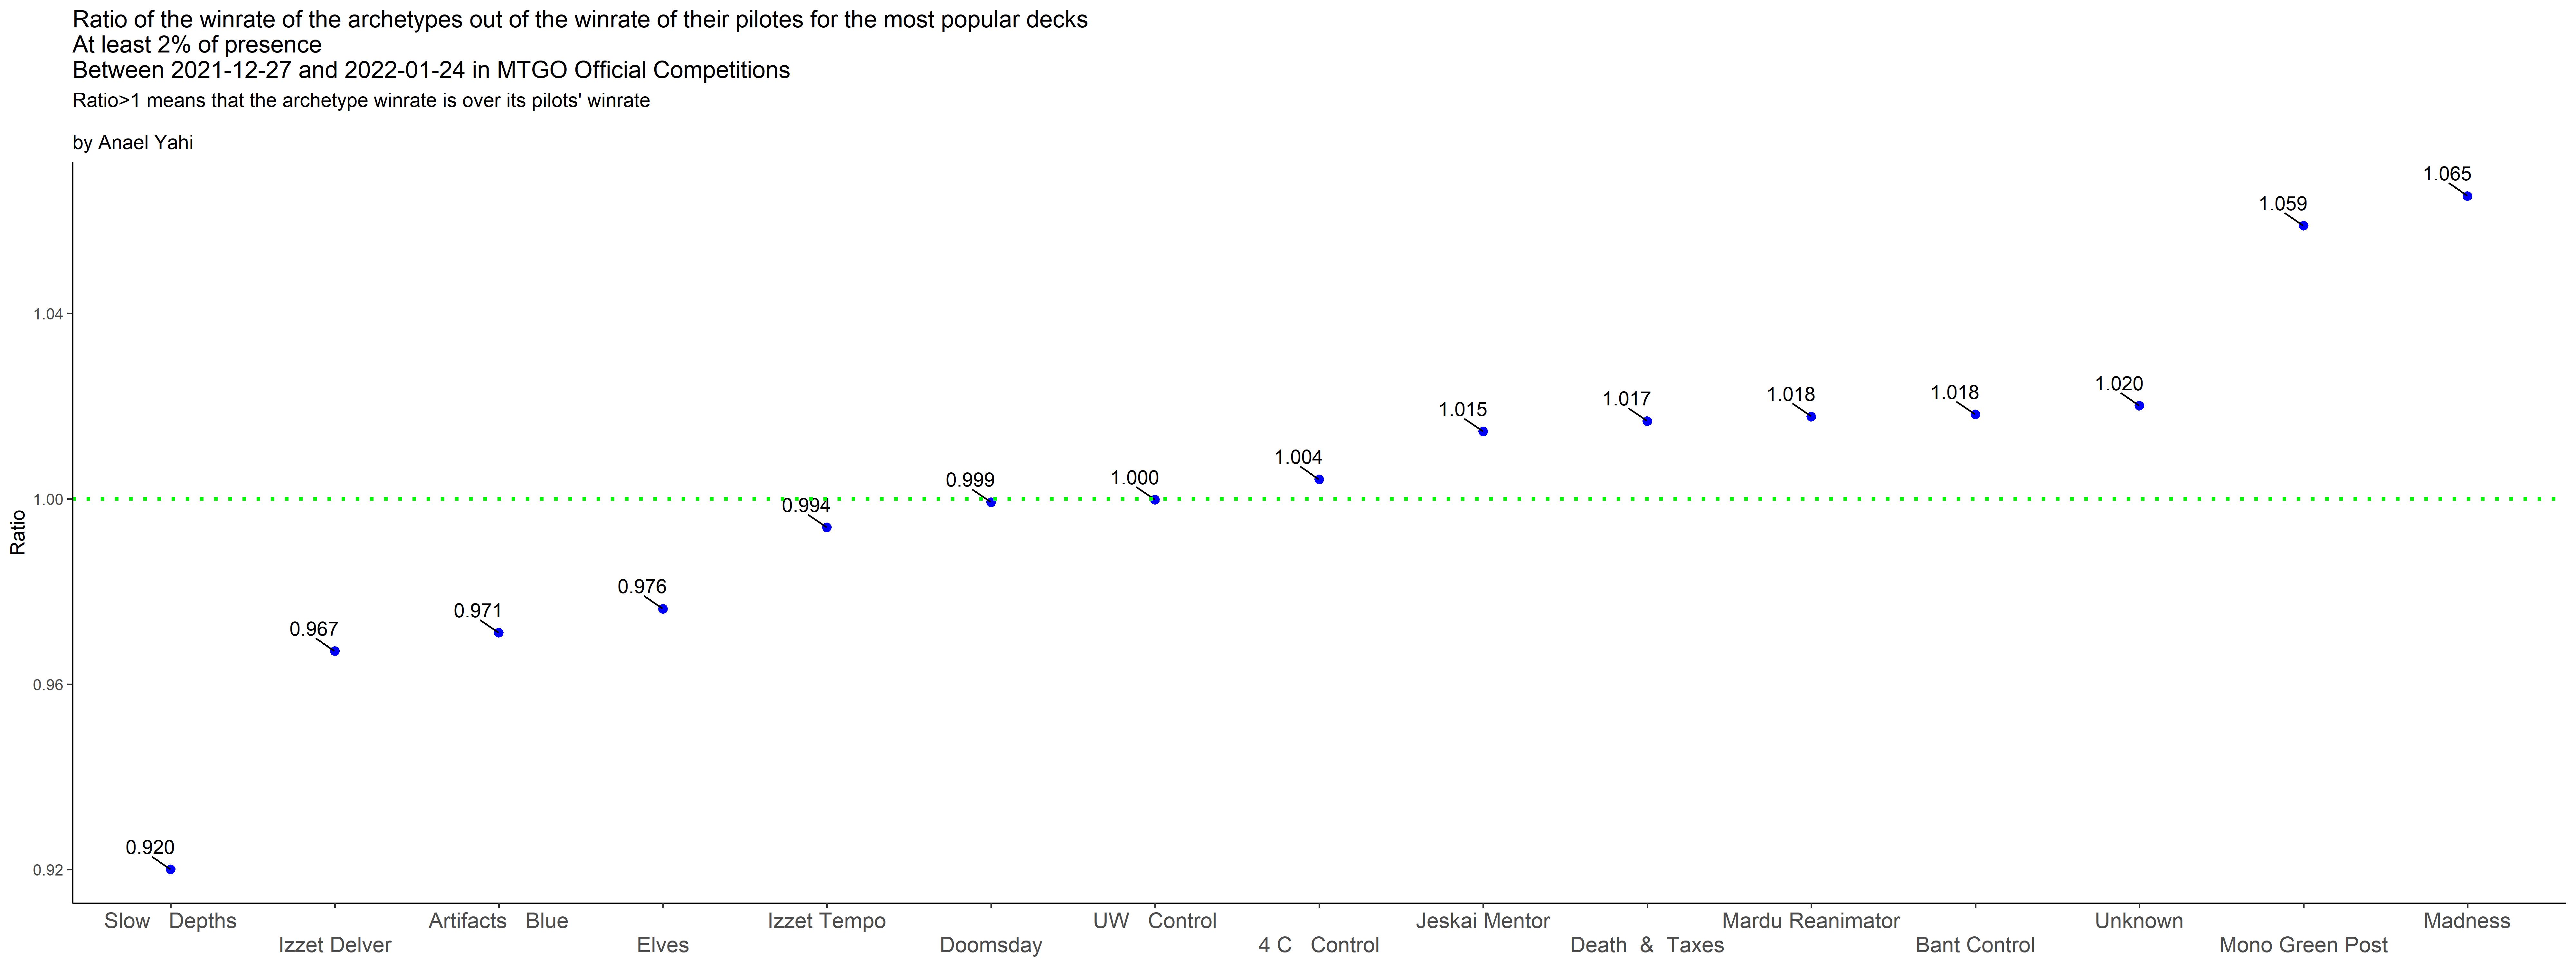 Ratio of the winrate of the archetypes out of the winrate of their pilotes for the most popular decks
At least 2% of presence
Between 2021-12-27 and 2022-01-24 in MTGO Official Competitions
Ratio>1 means that the archetype winrate is over its pilots' winrate
by Anael Yahi
1.065
1.059
1.04
1.020
1.018
1.018
1.017
1.015
1.004
1.000
0.999
1.00
0.994
Ratio
0.976
0.971
0.967
0.96
0.920
0.92
Slow Depths
Izzet Delver
Artifacts Blue
Elves
Izzet Tempo
Doomsday
UW Control
4 C Control
Jeskai Mentor
Death & Taxes
Mardu Reanimator
Bant Control
Unknown
Mono Green Post
Madness